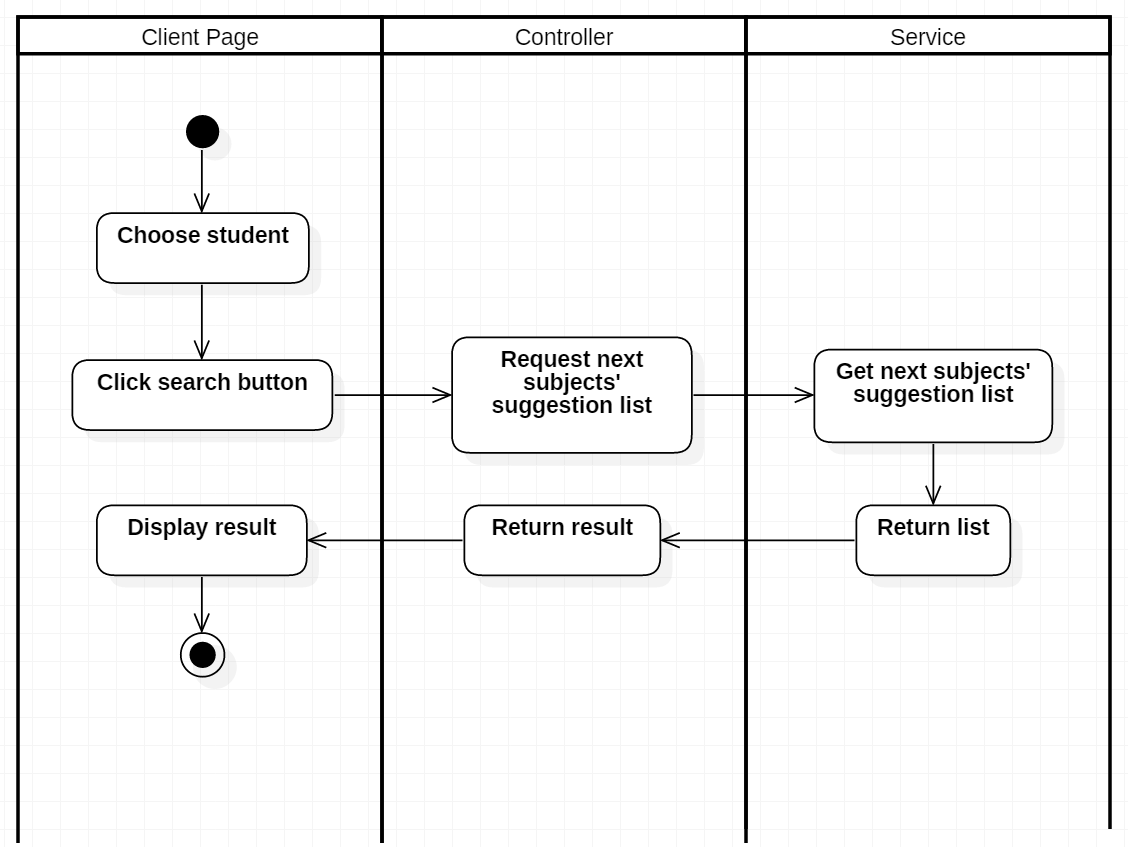 Client Page
Controller
Service
Choose student
Click search button
Request next
subjects'
suggestion list
Get next subjects'
suggestion list
Display result
Return result
Return list